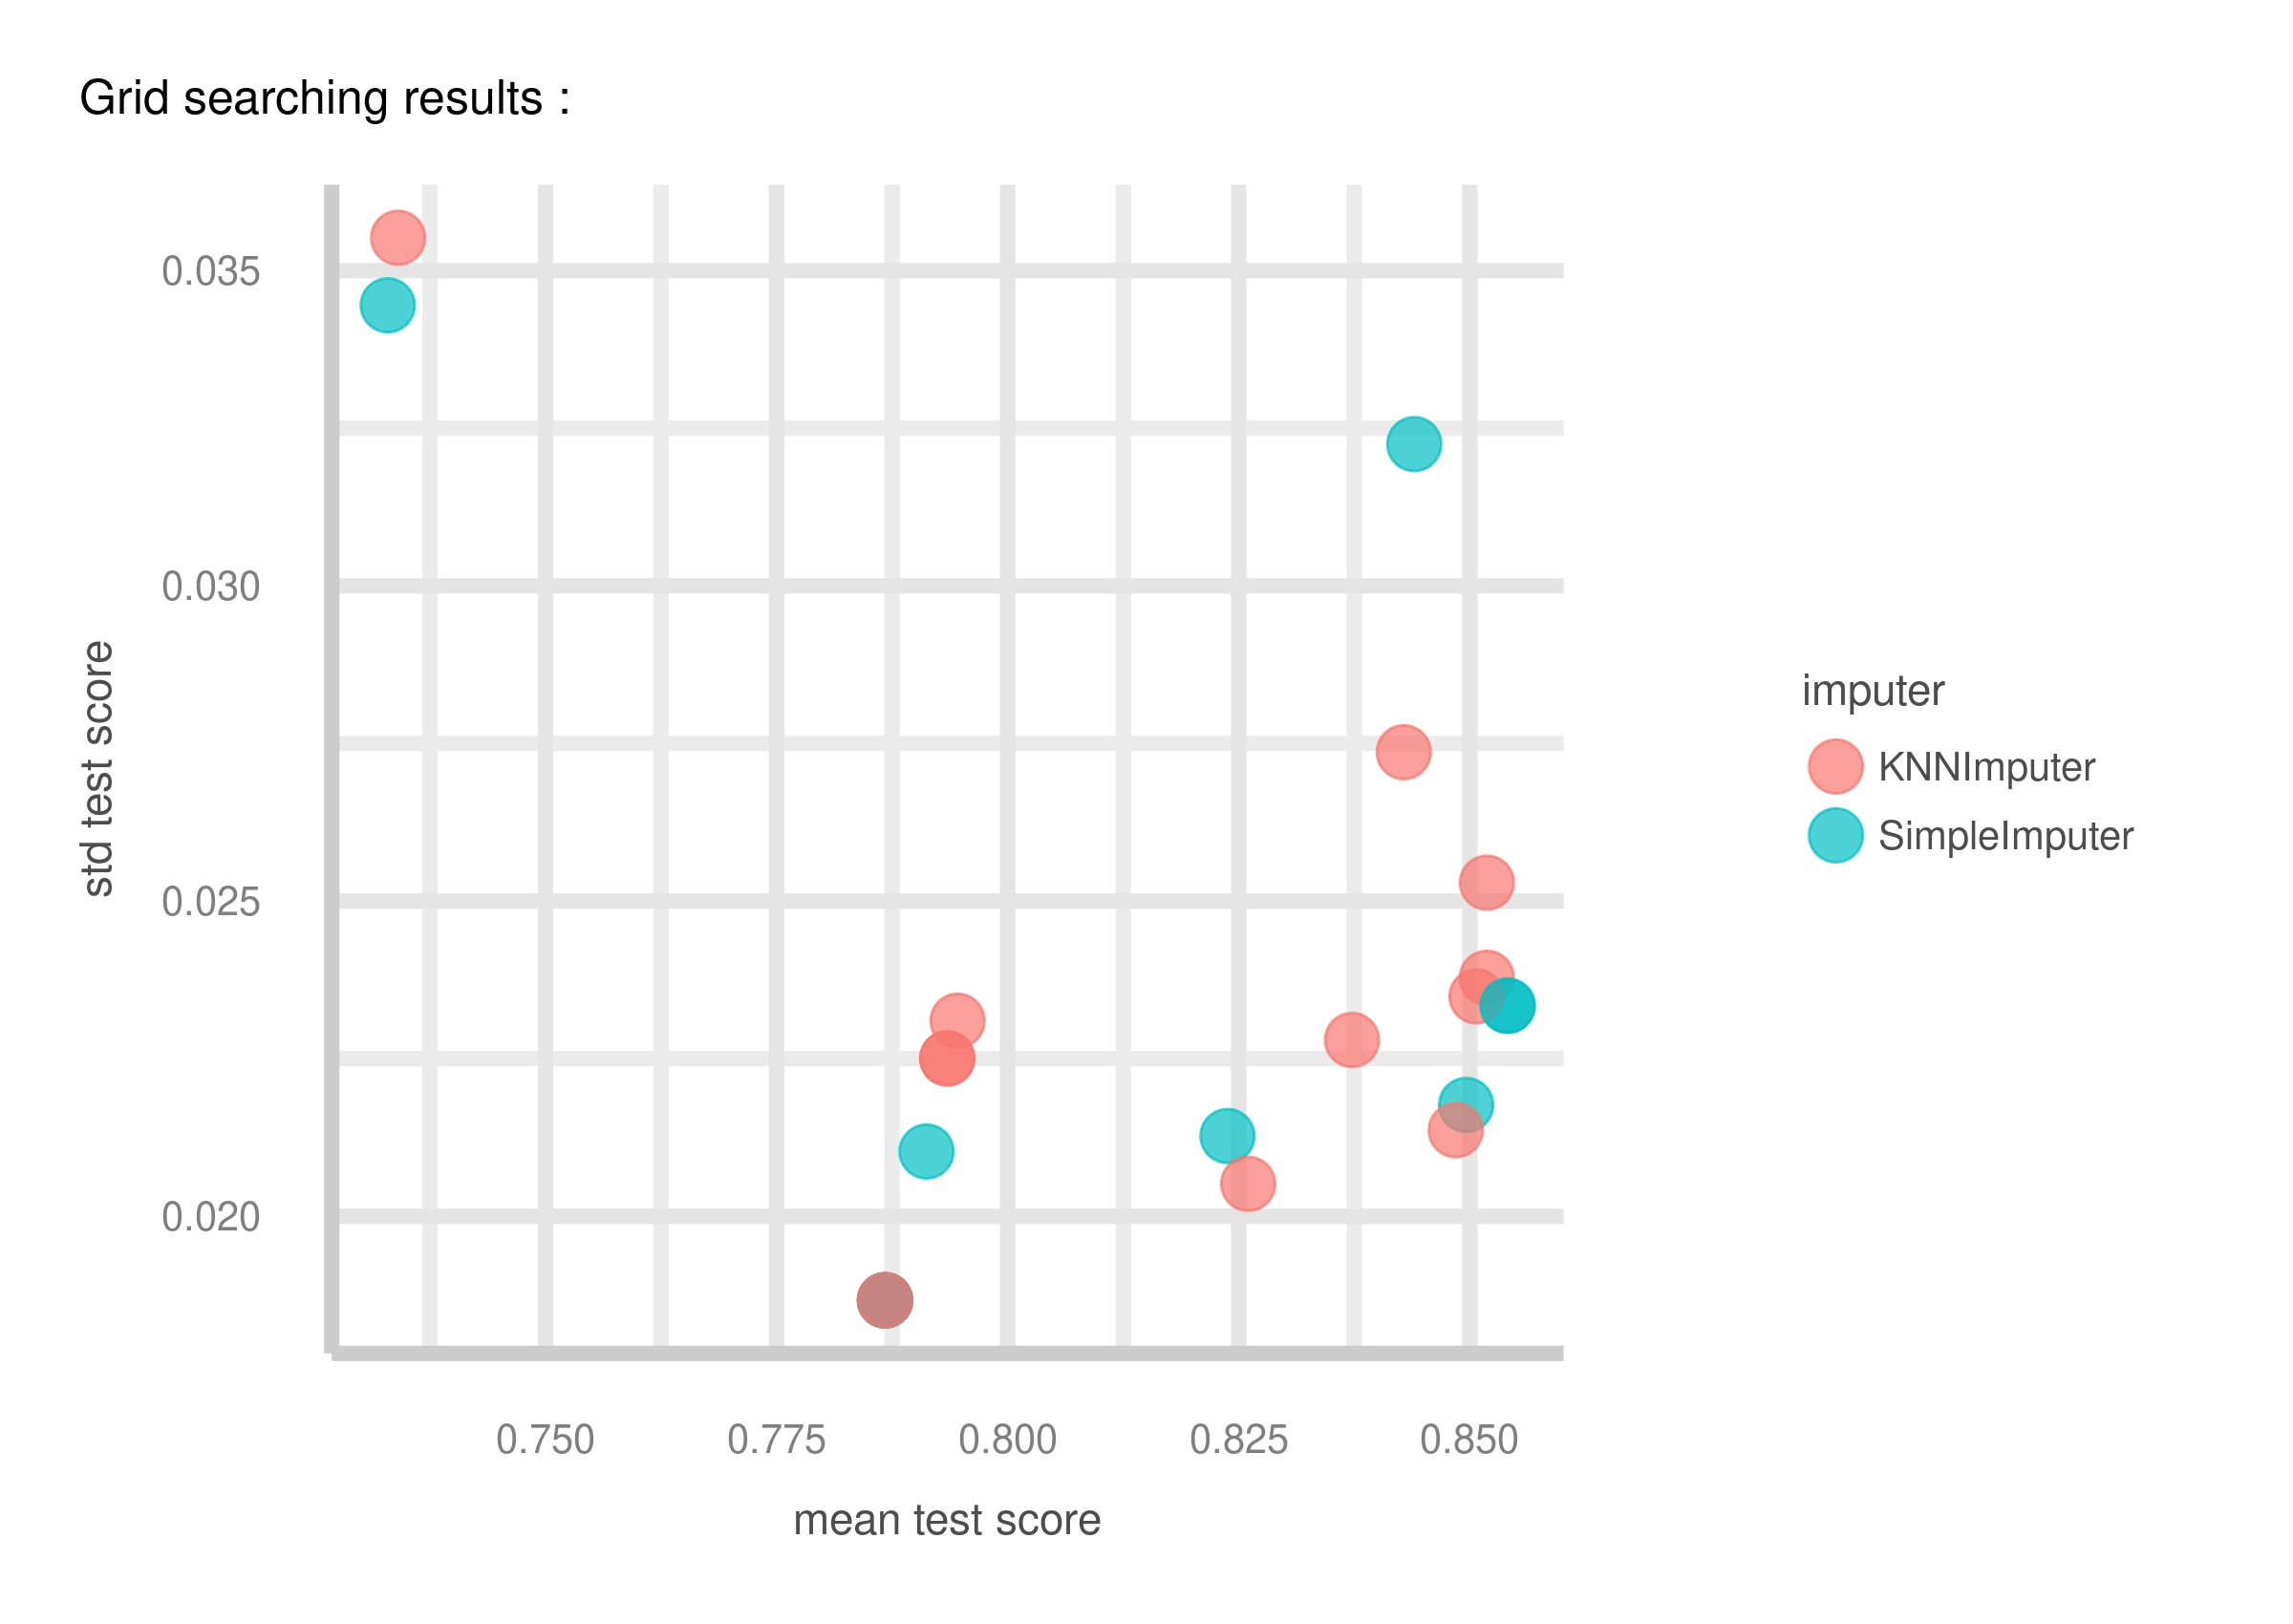 Grid searching results :
0.035
0.030
0.025
0.020
std test score
0.750
0.775
0.800
0.825
0.850
mean test score
imputer
KNNImputer
SimpleImputer